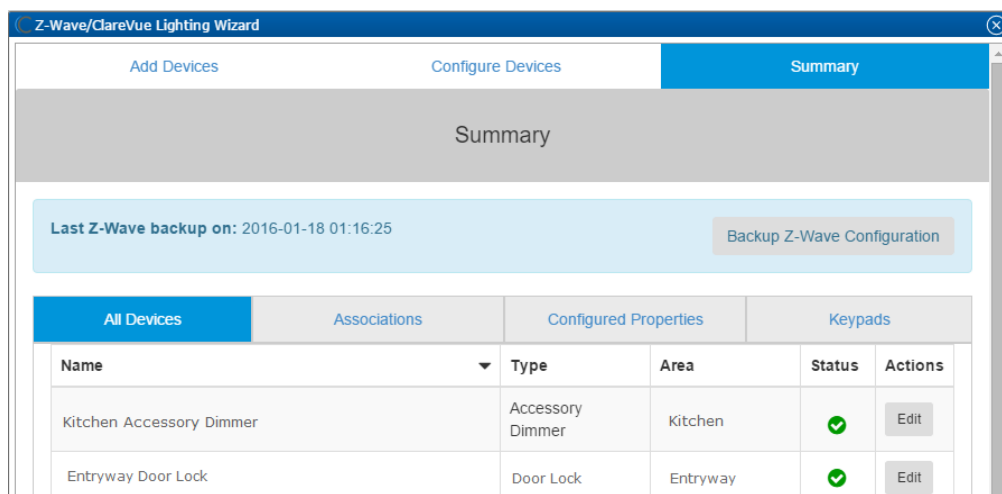 Z-Wave/ClareVue Lighting Wizard
Add Devices Configure Devices Summary
Summary
Last Z-Wave backup on: 2016-01-18 01:16:25 Backup Z-Wave Configuration
All Devices Associations Configured Properties Keypads
Name Type Area Status Actions
Kitchen Accessory Dimmer Accessory Dimmer Kitchen Edit
Entryway Door Lock Door Lock Entryway Edit